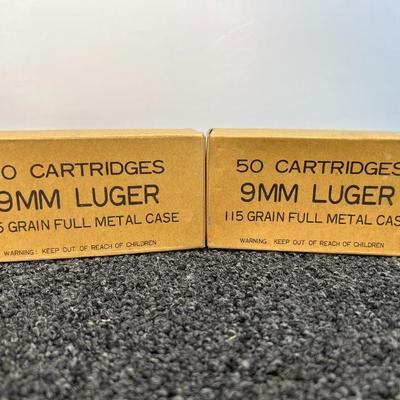 0 CARTRIDGES
9MM LUGER
5 GRAIN FULL METAL CASE
WARNING: KEEP OUT OF REACH OF CHILDREN
50 CARTRIDGES
9MM LUGER
115 GRAIN FULL METAL CAS
WARNING: KEEP OUT OF REACH OF CHILDREN